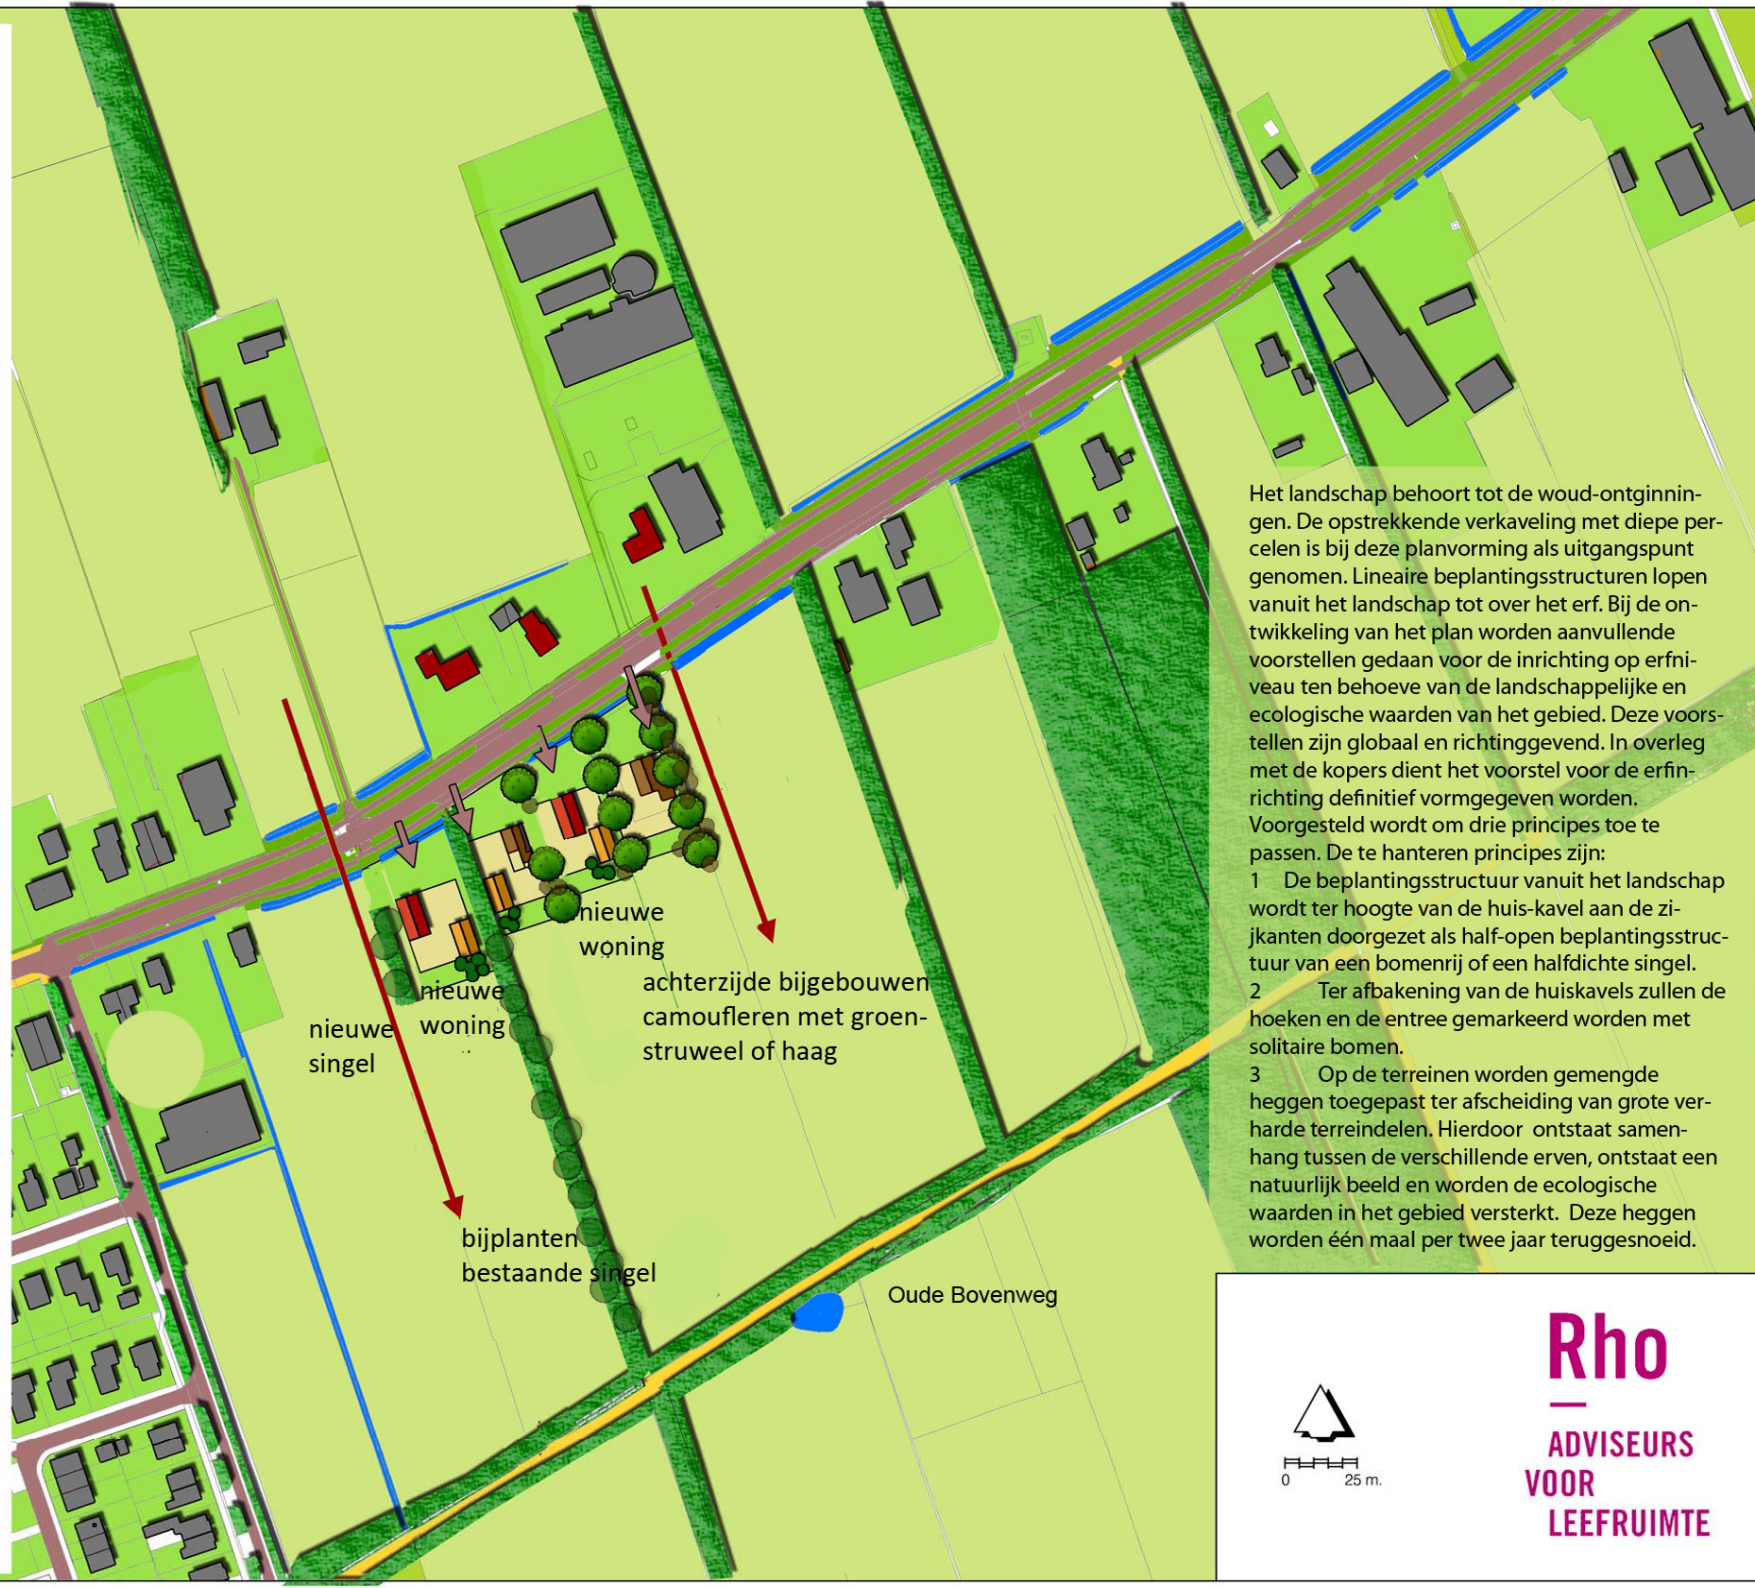 Het landschap behoort tot de woud-ontginnin-
gen. De opstrekkende verkaveling met diepe per-
celen is bij deze planvorming als uitgangspunt
genomen. Lineaire beplantingsstructuren lopen
vanuit het landschap tot over het erf. Bij de on-
twikkeling van het plan worden aanvullende
voorstellen gedaan voor de inrichting op erfni-
veau ten behoeve van de landschappelijke en
ecologische waarden van het gebied. Deze voors-
tellen zijn globaal en richtinggevend. In overleg
met de kopers dient het voorstel voor de erfin-
richting definitief vormgegeven worden.
Voorgesteld wordt om drie principes toe te
passen. De te hanteren principes zijn:
1 De beplantingsstructuur vanuit het landschap
wordt ter hoogte van de huis-kavel aan de zi-
jkanten doorgezet als half-open beplantingsstruc-
tuur van een bomenrij of een halfdichte singel.
2 Ter afbakening van de huiskavels zullen de
hoeken en de entree gemarkeerd worden met
solitaire bomen.
3 Op de terreinen worden gemengde
heggen toegepast ter afscheiding van grote ver-
harde terreindelen. Hierdoor ontstaat samen-
hang tussen de verschillende erven, ontstaat een
natuurlijk beeld en worden de ecologische
waarden in het gebied versterkt. Deze heggen
worden één maal per twee jaar teruggesnoeid.
nieuwe
woning
achterzijde bijgebouwen
camoufleren met groen-
struweel of haag
nieuwe
woning
nieuwe
singel
bijplanten
bestaande singel
Oude Bovenweg
0 25 m.
Rho
ADVISEURS
VOOR
LEEFRUIMTE